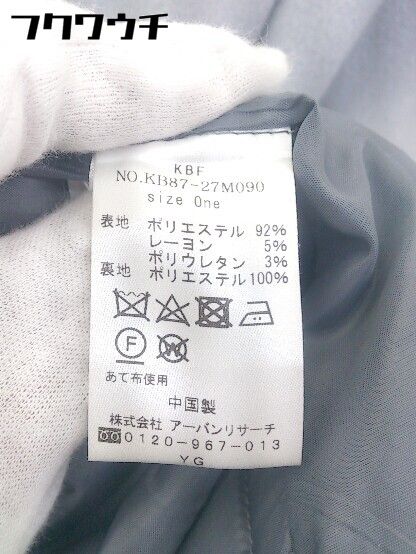 フクワウチ
KBF
NO.KB87-27M090
size One
表地 ポリエステル 92%
レーヨン 5%
ポリウレタン 3%
裏地 ポリエステル100%
F W
あて布使用
中国製
株式会社 アーバンリサーチ
0120-967-013
YG